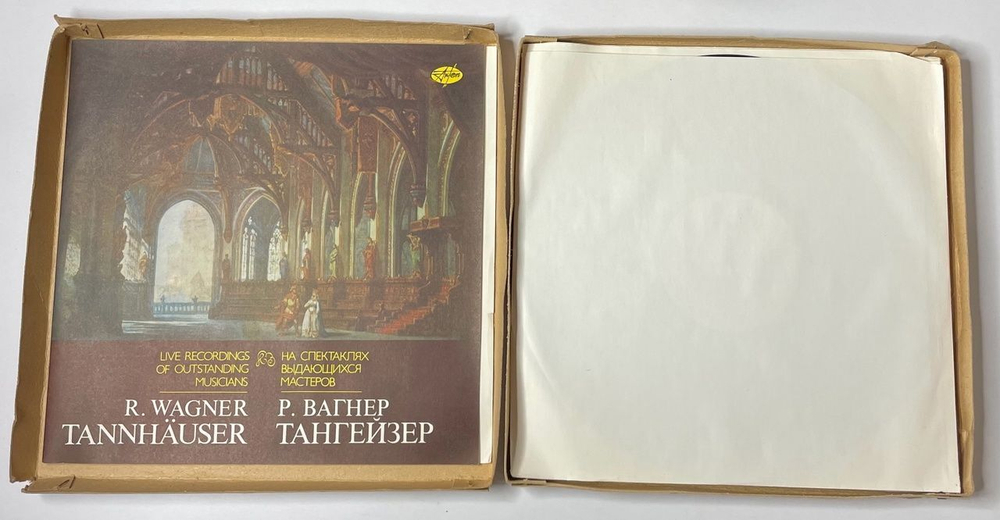 LIVE RECORDINGS
OF OUTSTANDING
MUSICIANS
НА СПЕКТАКЛЯХ
ВЫДАЮЩИХСЯ
МАСТЕРОВ
R. WAGNER
TANNHÄUSER
Р. ВАГНЕР
ТАНГЕЙЗЕР